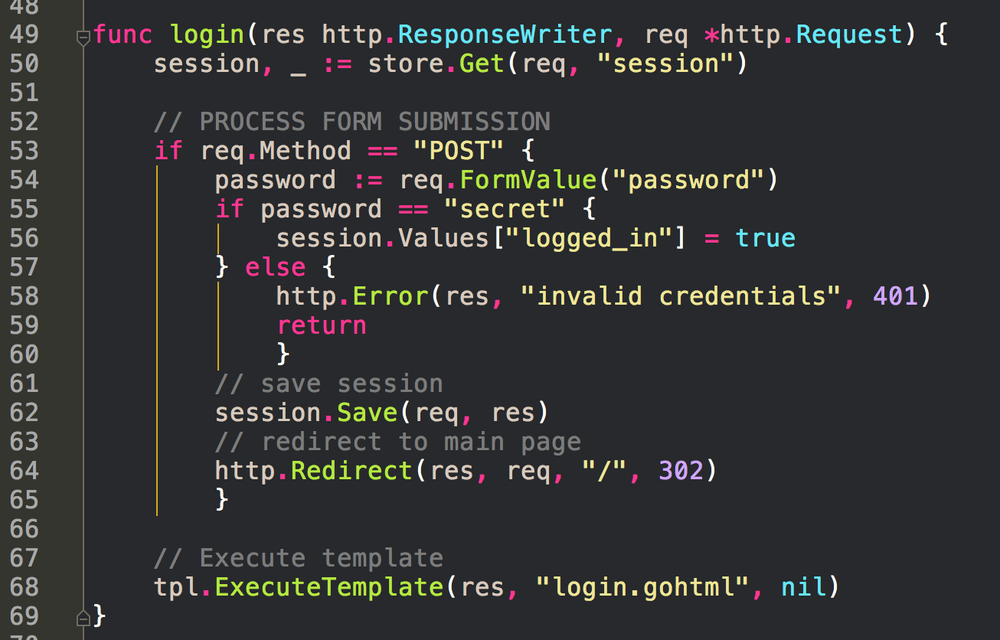 48
49 func login(res http.ResponseWriter, req *http.Request) {
50     session, _ := store.Get(req, "session")
51
52     // PROCESS FORM SUBMISSION
53     if req.Method == "POST" {
54         password := req.FormValue("password")
55         if password == "secret" {
56             session.Values["logged_in"] = true
57         } else {
58             http.Error(res, "invalid credentials", 401)
59             return
60             }
61         // save session
62         session.Save(req, res)
63         // redirect to main page
64         http.Redirect(res, req, "/", 302)
65         }
66
67     // Execute template
68     tpl.ExecuteTemplate(res, "login.gohtml", nil)
69 }
70